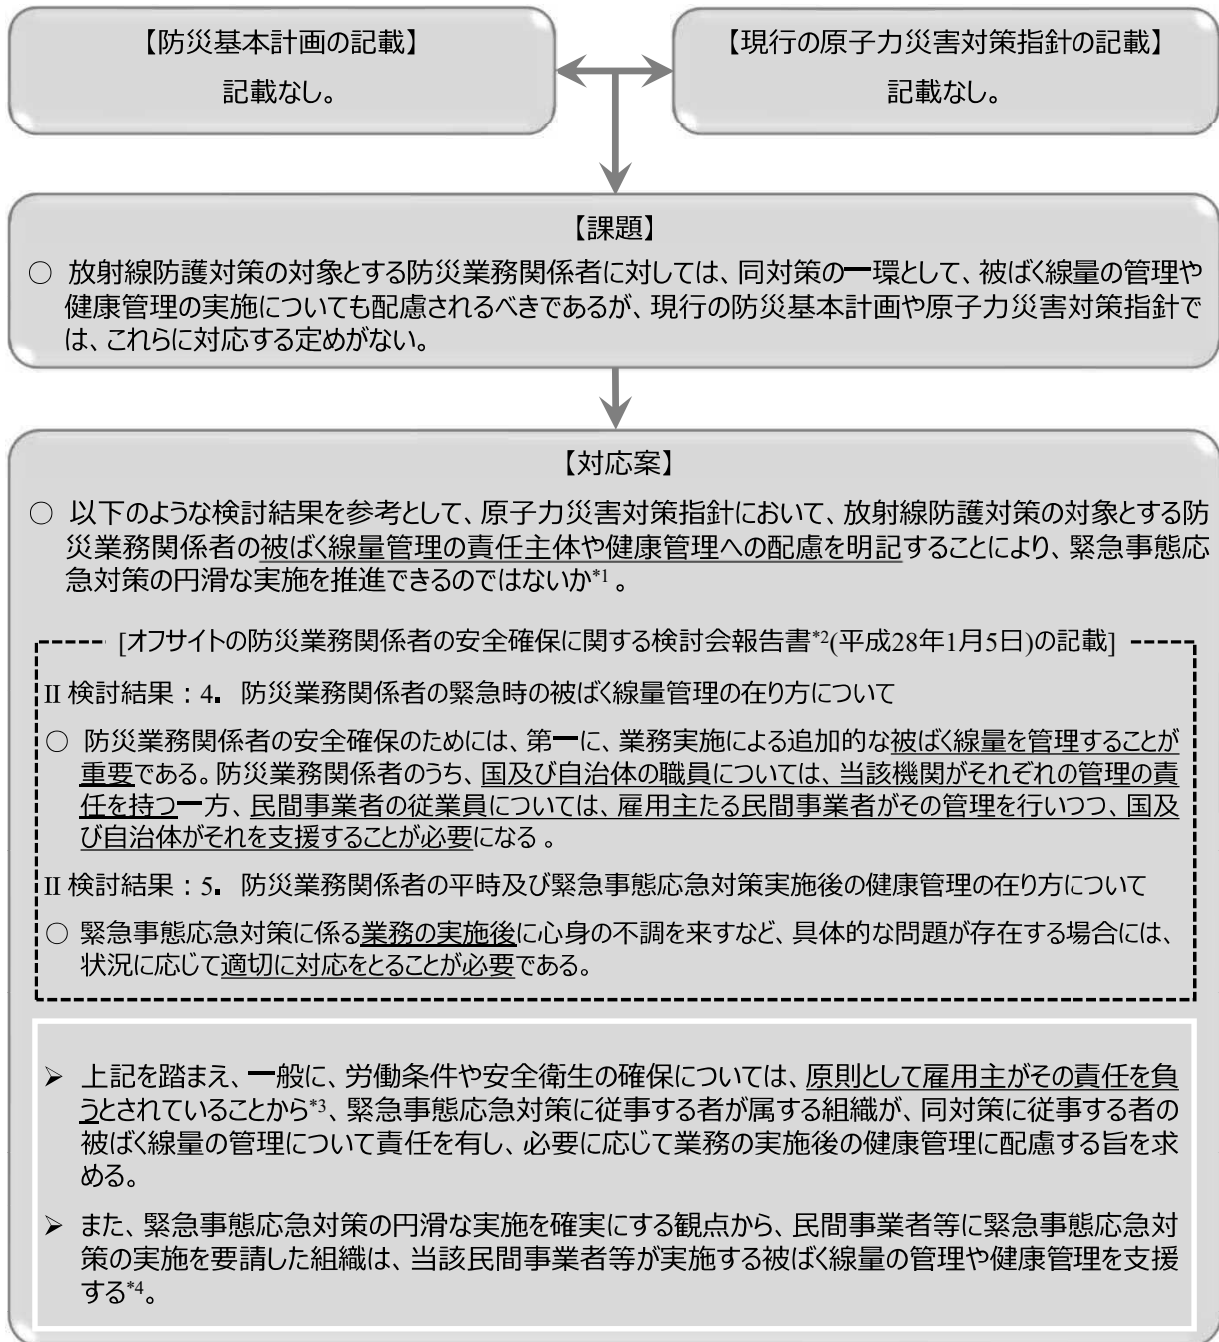 【防災基本計画の記載】
記載なし。
【現行の原子力災害対策指針の記載】
記載なし。
【課題】
○ 放射線防護対策の対象とする防災業務関係者に対しては、同対策の一環として、被ばく線量の管理や
健康管理の実施についても配慮されるべきであるが、現行の防災基本計画や原子力災害対策指針で
は、これらに対応する定めがない。
【対応案】
○ 以下のような検討結果を参考として、原子力災害対策指針において、放射線防護対策の対象とする防
災業務関係者の被ばく線量管理の責任主体や健康管理への配慮を明記することにより、緊急事態応
急対策の円滑な実施を推進できるのではないか*1 。
[オフサイトの防災業務関係者の安全確保に関する検討会報告書*2(平成28年1月5日)の記載]
II 検討結果：4. 防災業務関係者の緊急時の被ばく線量管理の在り方について
○ 防災業務関係者の安全確保のためには、第一に、業務実施による追加的な被ばく線量を管理することが
重要である。防災業務関係者のうち、国及び自治体の職員については、当該機関がそれぞれの管理の責
任を持つ一方、民間事業者の従業員については、雇用主たる民間事業者がその管理を行いつつ、国及
び自治体がそれを支援することが必要になる 。
II 検討結果：5. 防災業務関係者の平時及び緊急事態応急対策実施後の健康管理の在り方について
○ 緊急事態応急対策に係る業務の実施後に心身の不調を来すなど、具体的な問題が存在する場合には、
状況に応じて適切に対応をとることが必要である。
➢ 上記を踏まえ、一般に、労働条件や安全衛生の確保については、原則として雇用主がその責任を負
うとされていることから*3、緊急事態応急対策に従事する者が属する組織が、同対策に従事する者の
被ばく線量の管理について責任を有し、必要に応じて業務の実施後の健康管理に配慮する旨を求
める。
➢ また、緊急事態応急対策の円滑な実施を確実にする観点から、民間事業者等に緊急事態応急対
策の実施を要請した組織は、当該民間事業者等が実施する被ばく線量の管理や健康管理を支援
する*4。